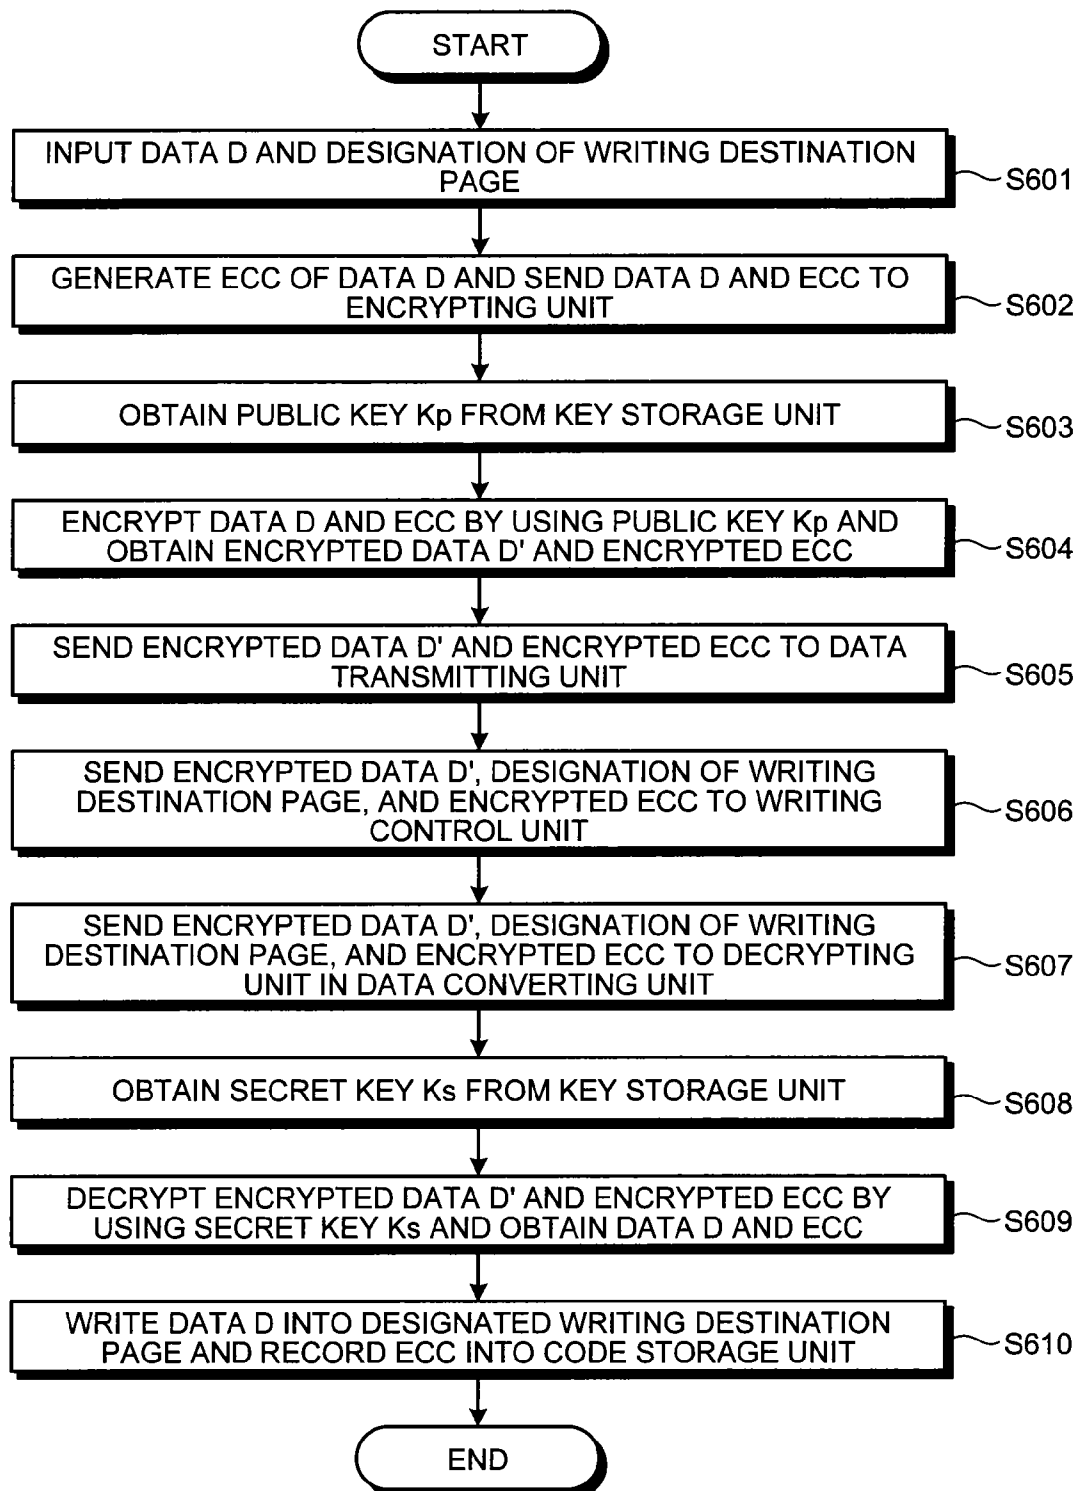 START
INPUT DATA D AND DESIGNATION OF WRITING DESTINATION
PAGE
S601
GENERATE ECC OF DATA D AND SEND DATA D AND ECC TO
ENCRYPTING UNIT
S602
OBTAIN PUBLIC KEY Kp FROM KEY STORAGE UNIT
S603
ENCRYPT DATA D AND ECC BY USING PUBLIC KEY Kp AND
OBTAIN ENCRYPTED DATA D' AND ENCRYPTED ECC
S604
SEND ENCRYPTED DATA D' AND ENCRYPTED ECC TO DATA
TRANSMITTING UNIT
S605
SEND ENCRYPTED DATA D', DESIGNATION OF WRITING
DESTINATION PAGE, AND ENCRYPTED ECC TO WRITING
CONTROL UNIT
S606
SEND ENCRYPTED DATA D', DESIGNATION OF WRITING
DESTINATION PAGE, AND ENCRYPTED ECC TO DECRYPTING
UNIT IN DATA CONVERTING UNIT
S607
OBTAIN SECRET KEY Ks FROM KEY STORAGE UNIT
S608
DECRYPT ENCRYPTED DATA D' AND ENCRYPTED ECC BY
USING SECRET KEY Ks AND OBTAIN DATA D AND ECC
S609
WRITE DATA D INTO DESIGNATED WRITING DESTINATION
PAGE AND RECORD ECC INTO CODE STORAGE UNIT
S610
END